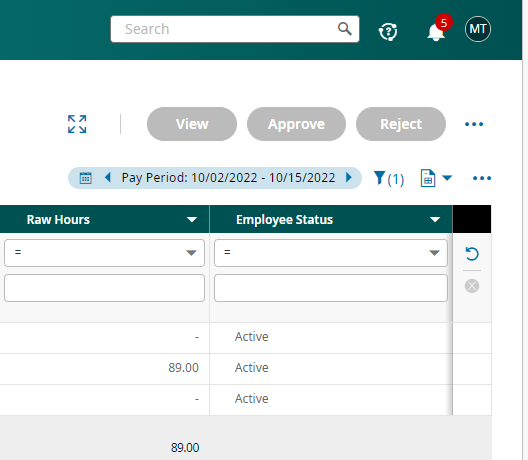 Search
5
MT
View Approve Reject
Pay Period: 10/02/2022 - 10/15/2022 (1)
Raw Hours Employee Status
= =
- Active
89.00 Active
- Active
89.00